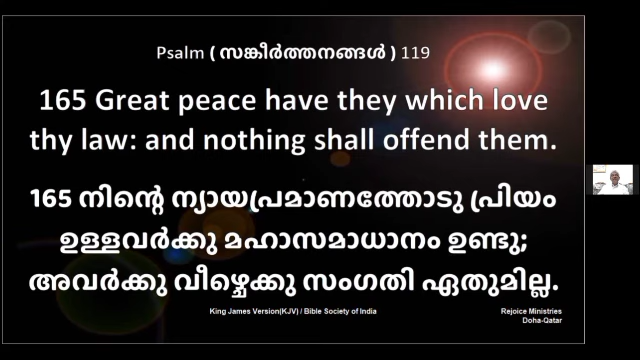 Psalm ( സങ്കീർത്തനങ്ങൾ ) 119
165 Great peace have they which love
thy law: and nothing shall offend them.
165 നിന്റെ ന്യായപ്രമാണത്തോടു പ്രിയം
ഉള്ളവർക്കു മഹാസമാധാനം ഉണ്ടു;
അവർക്കു വീഴ്ചെക്കു സംഗതി ഏതുമില്ല.
King James Version(KJV) / Bible Society of India
Rejoice Ministries
Doha-Qatar